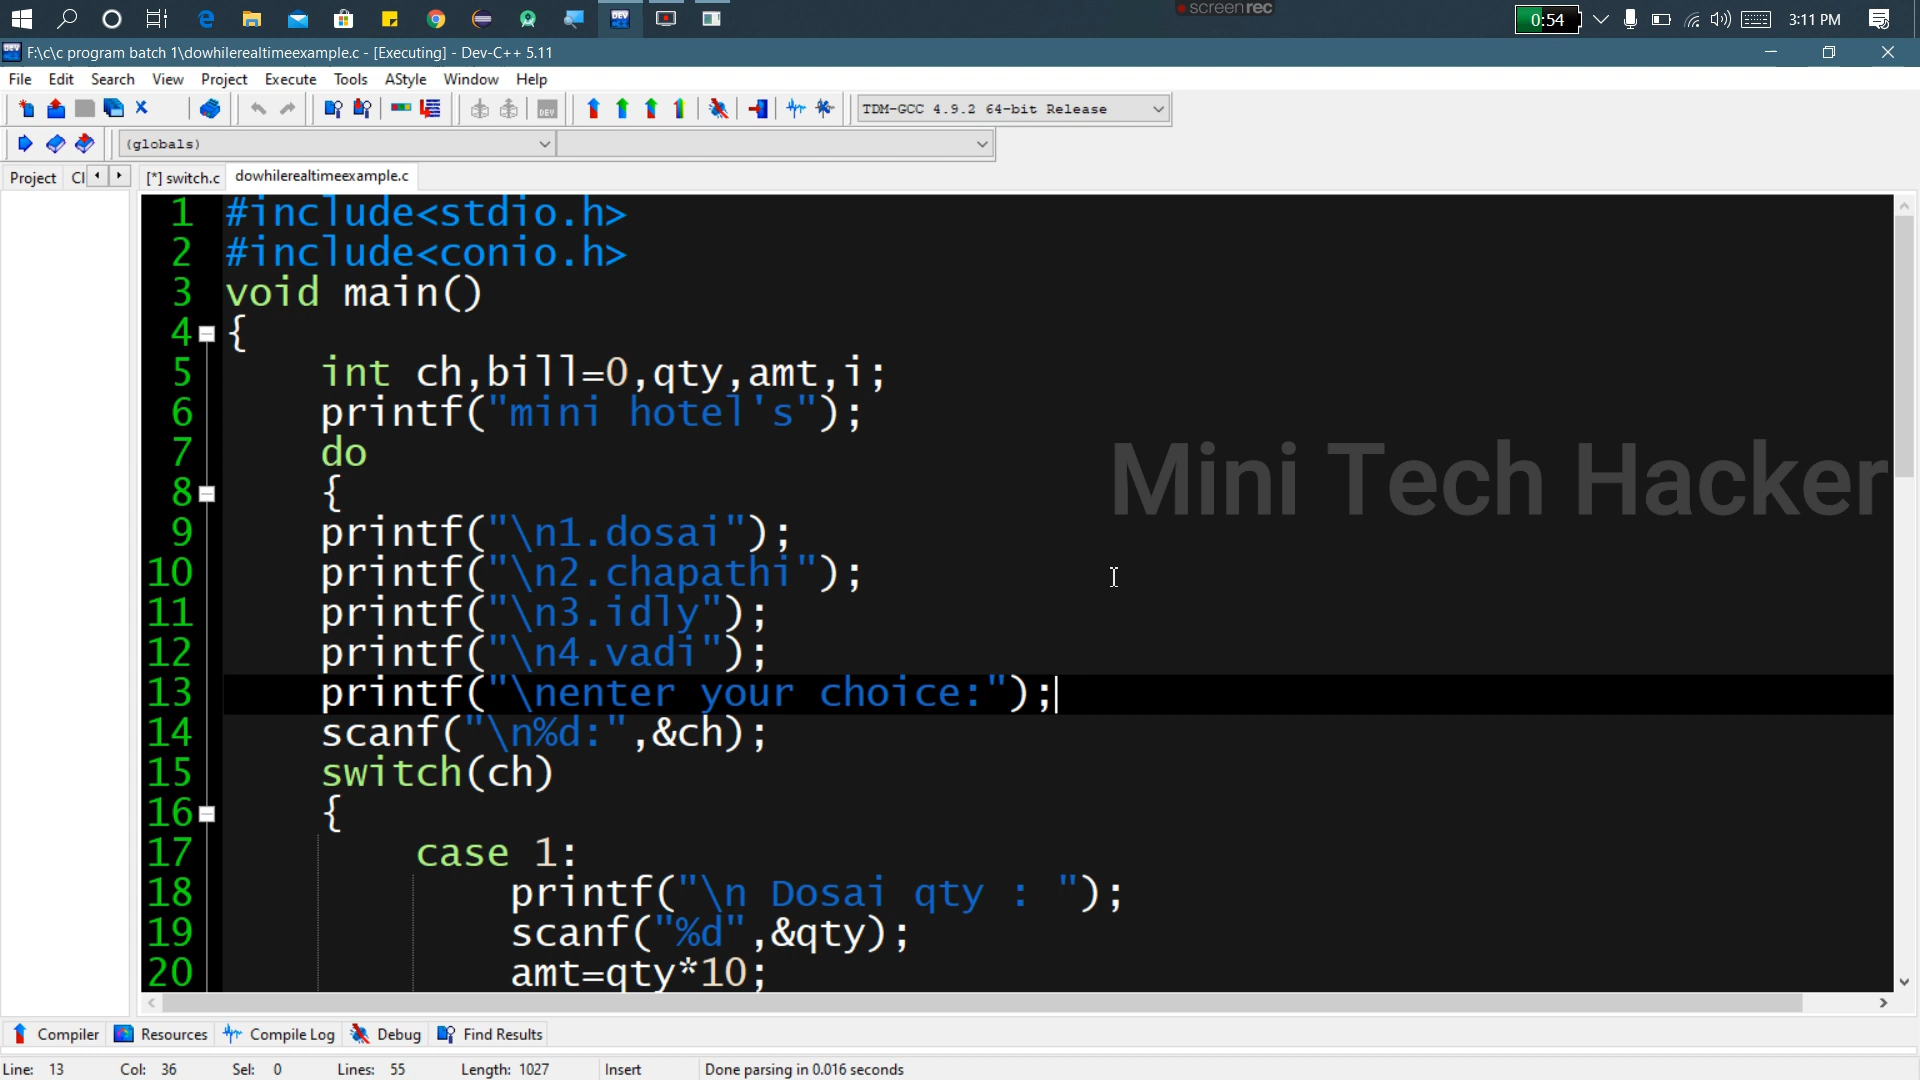 screenrec
0:54
3:11 PM
F:\c\c program batch 1\dowhilerealtimeexample.c - [Executing] - Dev-C++ 5.11
File Edit Search View Project Execute Tools AStyle Window Help
TDM-GCC 4.9.2 64-bit Release
(globals)
Project Cl [*] switch.c dowhilerealtimeexample.c
1 #include<stdio.h>
2 #include<conio.h>
3 void main()
4 {
5 int ch,bill=0,qty,amt,i;
6 printf("mini hotel's");
7 do
8 {
9 printf("\n1.dosai");
10 printf("\n2.chapathi");
11 printf("\n3.idly");
12 printf("\n4.vadi");
13 printf("\nenter your choice:");
14 scanf("\n%d:",&ch);
15 switch(ch)
16 {
17 case 1:
18 printf("\n Dosai qty : ");
19 scanf("%d",&qty);
20 amt=qty*10;
Mini Tech Hacker
Compiler Resources Compile Log Debug Find Results
Line: 13 Col: 36 Sel: 0 Lines: 55 Length: 1027 Insert Done parsing in 0.016 seconds